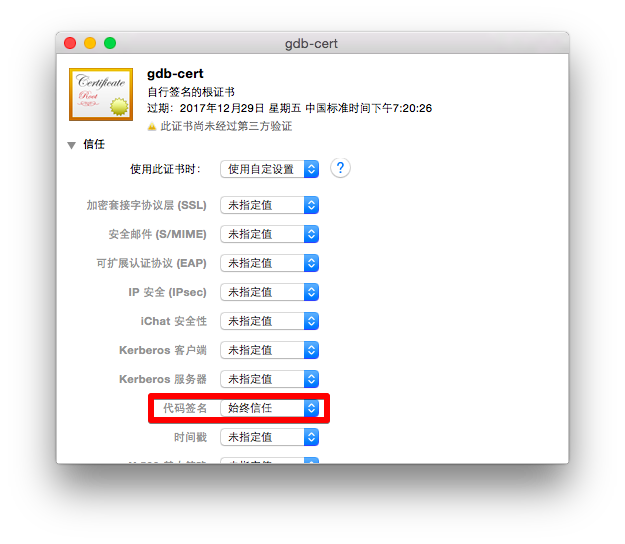 gdb-cert
Certificate
Root
gdb-cert
自行签名的根证书
过期：2017年12月29日 星期五 中国标准时间下午7:20:26
此证书尚未经过第三方验证
信任
使用此证书时： 使用自定设置 ?
加密套接字协议层 (SSL) 未指定值
安全邮件 (S/MIME) 未指定值
可扩展认证协议 (EAP) 未指定值
IP 安全 (IPsec) 未指定值
iChat 安全性 未指定值
Kerberos 客户端 未指定值
Kerberos 服务器 未指定值
代码签名 始终信任
时间戳 未指定值